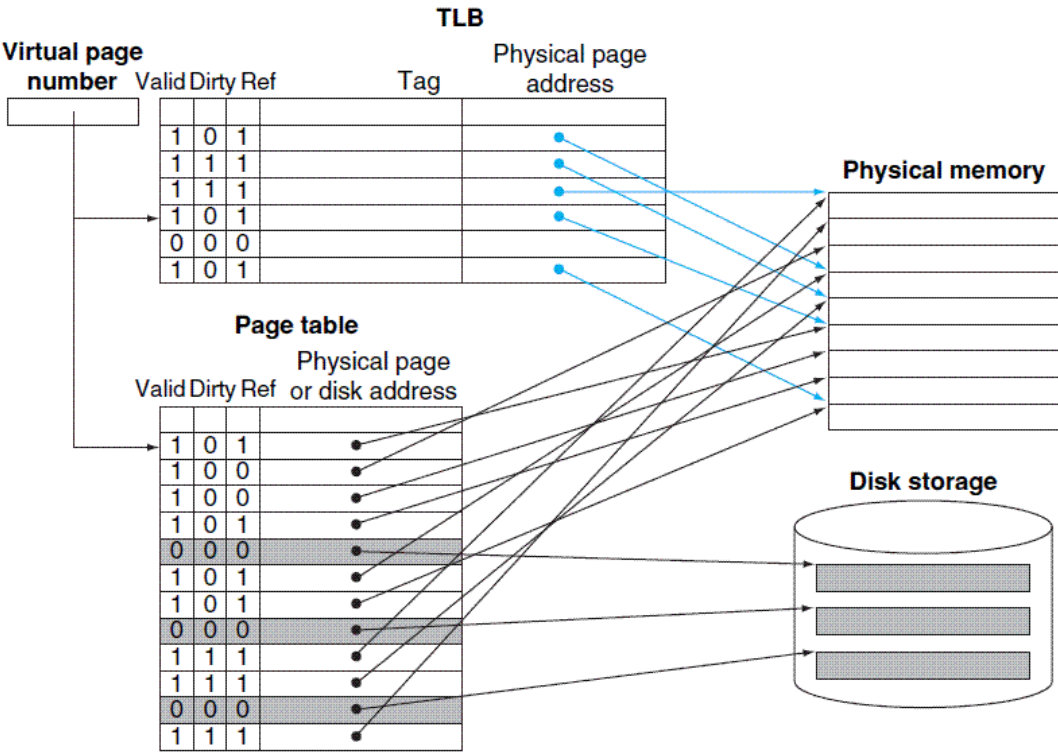 TLB
Virtual page
number
Valid Dirty Ref
Tag
Physical page
address
1 0 1
1 1 1
1 1 1
1 0 1
0 0 0
1 0 1
Physical memory
Page table
Physical page
or disk address
Valid Dirty Ref
1 0 1
1 0 0
1 0 0
1 0 1
0 0 0
1 0 1
1 0 1
0 0 0
1 1 1
1 1 1
0 0 0
1 1 1
Disk storage